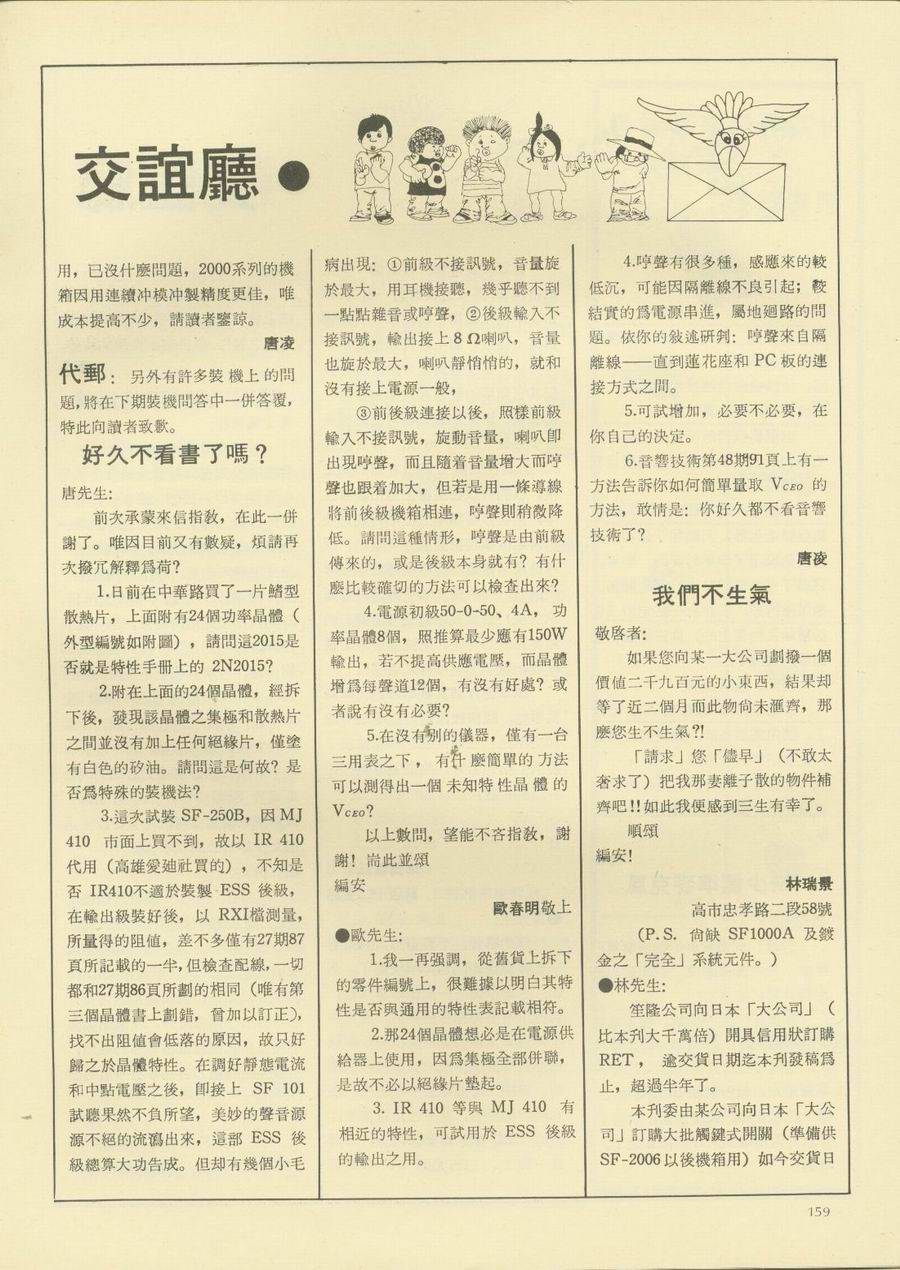 交誼廳●
用，已沒什麼問題，2000系列的機
箱因用連續冲模冲製精度更佳，唯
成本提高不少，請讀者鑒諒。
唐凌
代郵：另外有許多裝機上的問
題，將在下期裝機問答中一併答覆，
特此向讀者致歉。
好久不看書了嗎？
唐先生：
前次承蒙來信指教，在此一併
謝了。唯因目前又有數疑，煩請再
次撥冗解釋爲荷？
1.日前在中華路買了一片鰭型
散熱片，上面附有24個功率晶體（
外型編號如附圖），請問這2015是
否就是特性手冊上的 2N2015？
2.附在上面的24個晶體，經拆
下後，發現該晶體之集極和散熱片
之間並沒有加上任何絕緣片，僅塗
有白色的矽油。請問這是何故？是
否爲特殊的裝機法？
3.這次試裝 SF-250B，因 MJ
410 市面上買不到，故以 IR 410
代用（高雄愛迪社買的），不知是
否 IR410不適於裝製 ESS 後級，
在輸出級裝好後，以 RX1檔測量，
所量得的阻值，差不多僅有27期87
頁所記載的一半，但檢查配線，一切
都和27期86頁所劃的相同（唯有第
三個晶體書上劃錯，曾加以訂正），
找不出阻值會低落的原因，故只好
歸之於晶體特性。在調好靜態電流
和中點電壓之後，卽接上 SF 101
試聽果然不負所望，美妙的聲音源
源不絕的流瀉出來，這部 ESS 後
級總算大功告成。但却有幾個小毛
病出現：①前級不接訊號，音量旋
於最大，用耳機接聽，幾乎聽不到
一點點雜音或哼聲，②後級輸入不
接訊號，輸出接上8Ω喇叭，音量
也旋於最大，喇叭靜悄悄的，就和
沒有接上電源一般，
③前後級連接以後，照樣前級
輸入不接訊號，旋動音量，喇叭卽
出現哼聲，而且隨着音量增大而哼
聲也跟着加大，但若是用一條導線
將前後級機箱相連，哼聲則稍微降
低。請問這種情形，哼聲是由前級
傳來的，或是後級本身就有？有什
麼比較確切的方法可以檢查出來？
4.電源初級50-0-50、4A，功
率晶體8個，照推算最少應有150W
輸出，若不提高供應電壓，而晶體
增爲每聲道12個，有沒有好處？或
者說有沒有必要？
5.在沒有別的儀器，僅有一台
三用表之下，有什麼簡單的方法
可以測得出一個未知特性晶體的
VCEO？
以上數問，望能不吝指敎，謝
謝！耑此並頌
編安
歐春明敬上
●歐先生：
1.我一再强調，從舊貨上拆下
的零件編號上，很難據以明白其特
性是否與通用的特性表記載相符。
2.那24個晶體想必是在電源供
給器上使用，因爲集極全部併聯，
是故不必以絕緣片墊起。
3. IR 410 等與 MJ 410 有
相近的特性，可試用於 ESS 後級
的輸出之用。
4.哼聲有很多種，感應來的較
低沉，可能因隔離線不良引起；較
結實的爲電源串進，屬地廻路的問
題。依你的敍述研判：哼聲來自隔
離線——直到蓮花座和 PC 板的連
接方式之間。
5.可試增加，必要不必要，在
你自己的決定。
6.音響技術第48期91頁上有一
方法告訴你如何簡單量取 VCEO 的
方法，敢情是：你好久都不看音響
技術了？
唐凌
我們不生氣
敬啓者：
如果您向某一大公司劃撥一個
價值二千九百元的小東西，結果却
等了近二個月而此物尙未滙齊，那
麽您生不生氣?!
「請求」您「儘早」（不敢太
奢求了）把我那妻離子散的物件補
齊吧!!如此我便感到三生有幸了。
順頌
編安！
林瑞景
高市忠孝路二段58號
（P.S. 尙缺 SF1000A 及鍍
金之「完全」系統元件。）
●林先生：
笙隆公司向日本「大公司」（
比本刋大千萬倍）開具信用狀訂購
RET，逾交貨日期迄本刋發稿爲
止，超過半年了。
本刋委由某公司向日本「大公
司」訂購大批觸鍵式開關（準備供
SF-2006以後機箱用）如今交貨日
159